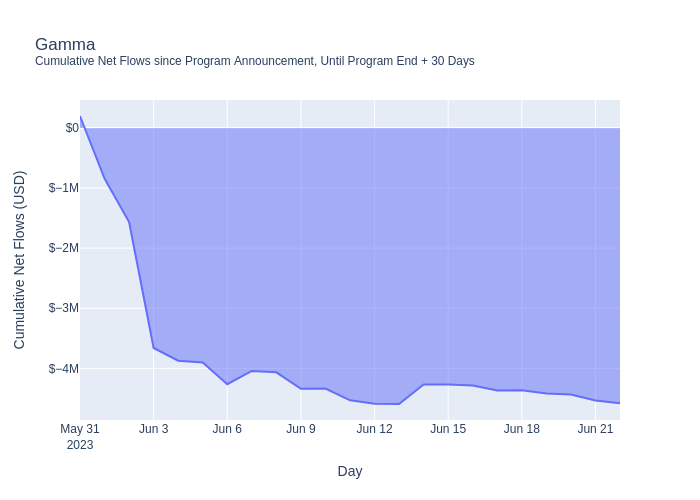 Gamma
Cumulative Net Flows since Program Announcement, Until Program End + 30 Days
Cumulative Net Flows (USD)
$0
$−1M
$−2M
$−3M
$−4M
May 31
2023
Jun 3
Jun 6
Jun 9
Jun 12
Jun 15
Jun 18
Jun 21
Day